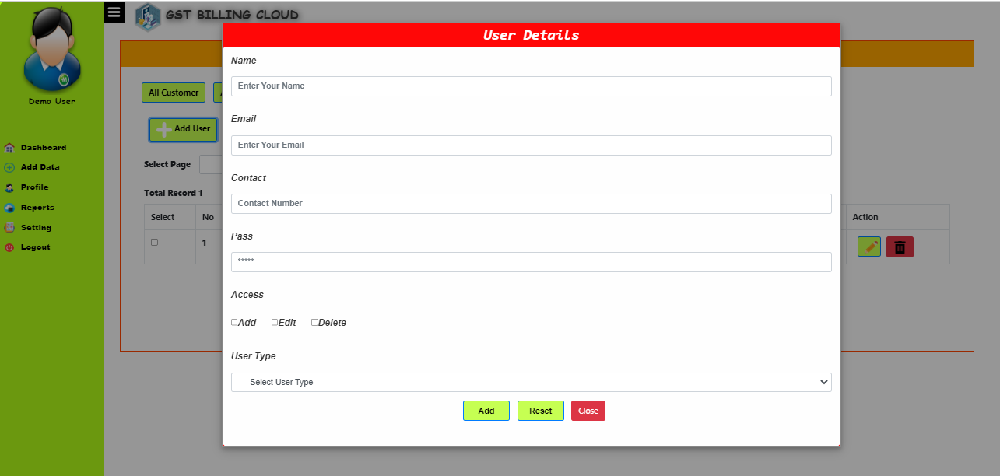 GST BILLING CLOUD
Demo User
Dashboard
Add Data
Profile
Reports
Setting
Logout
All Customer
Add User
Select Page
Total Record 1
Select No Action
1
User Details
Name
Enter Your Name
Email
Enter Your Email
Contact
Contact Number
Pass
*****
Access
Add Edit Delete
User Type
--- Select User Type---
Add Reset Close